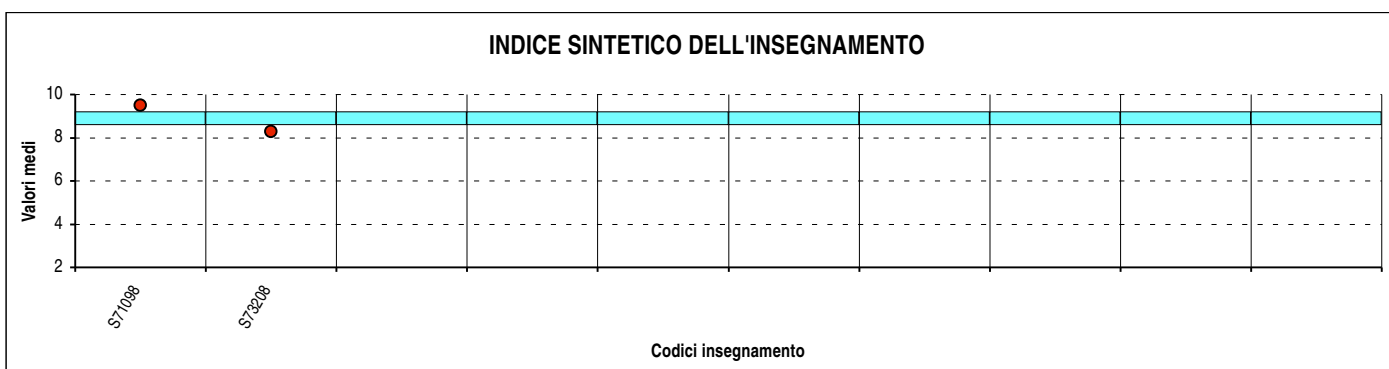 INDICE SINTETICO DELL'INSEGNAMENTO
Valori medi
10
8
6
4
2
S71098
S73208
Codici insegnamento